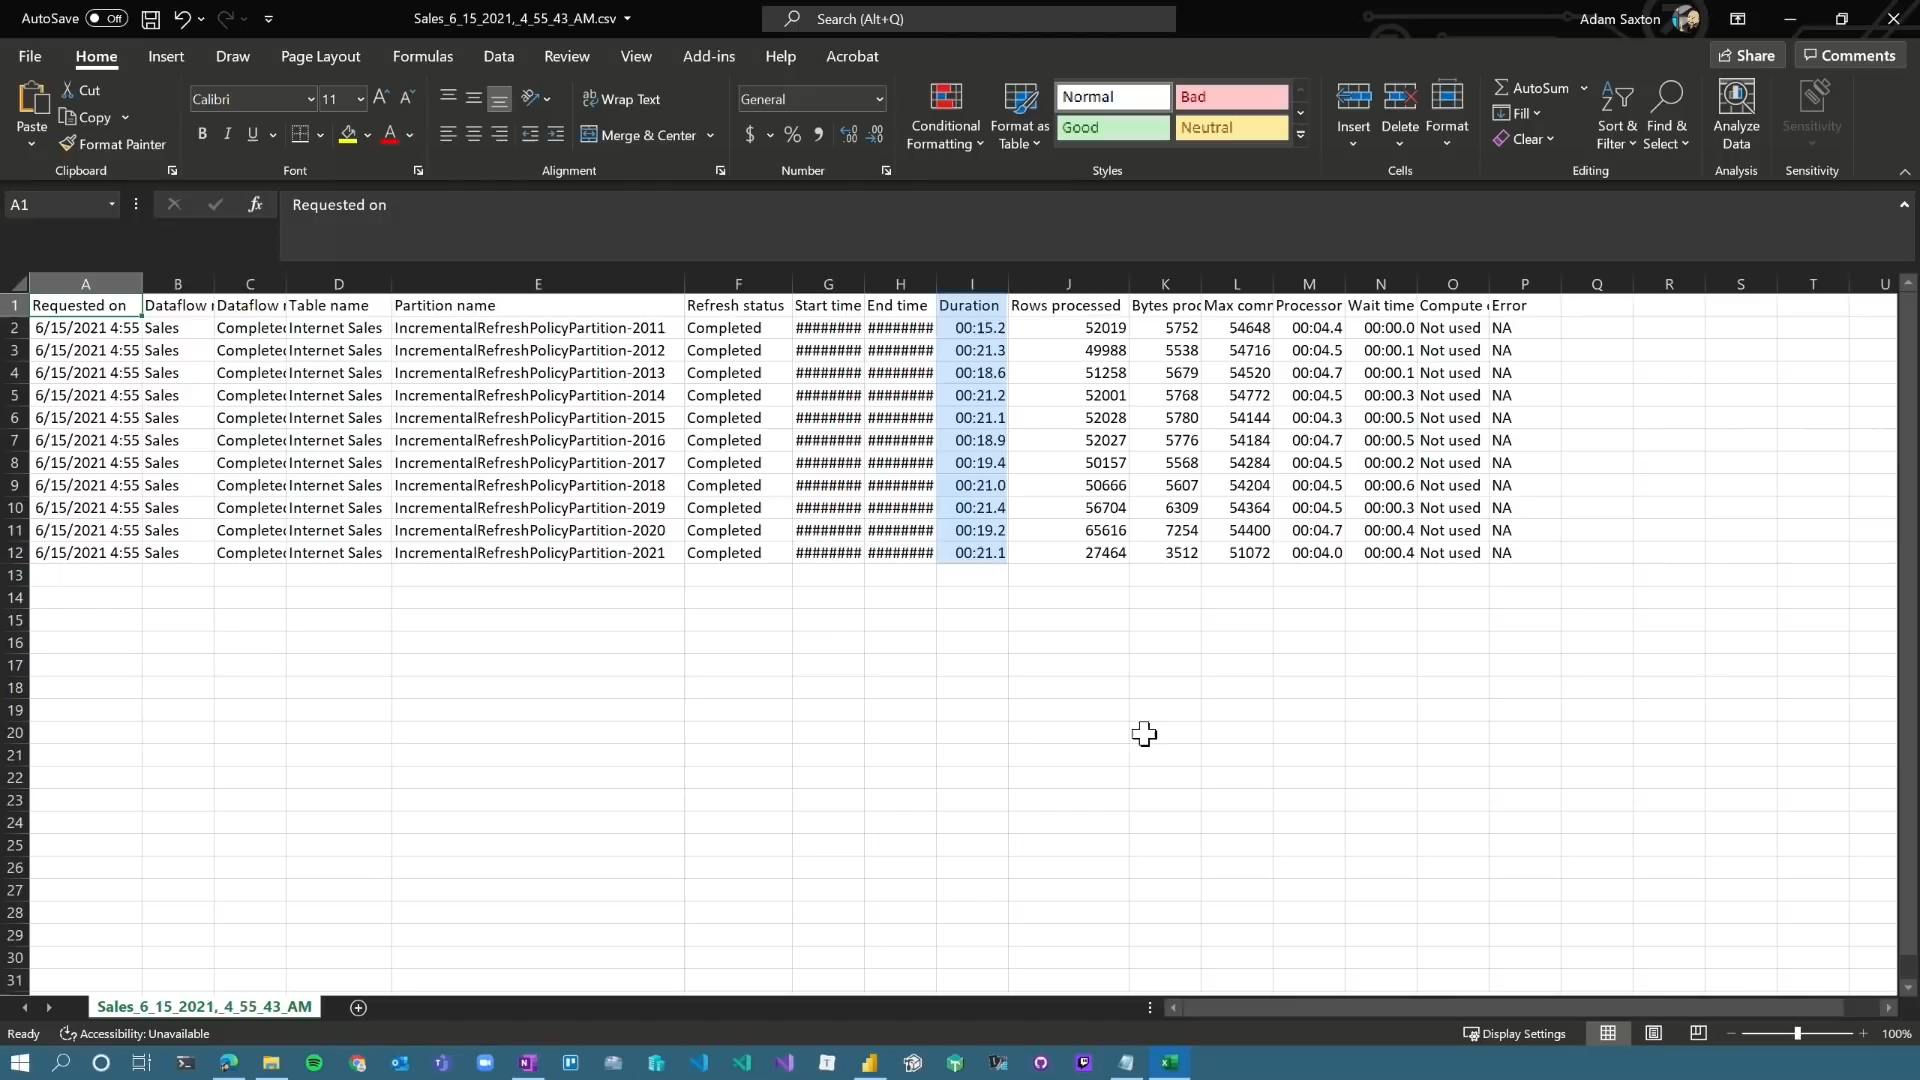 AutoSave Off Sales_6_15_2021,_4_55_43_AM.csv Search (Alt+Q) Adam Saxton
File Home Insert Draw Page Layout Formulas Data Review View Add-ins Help Acrobat Share Comments
Paste Cut Copy Format Painter Clipboard
Calibri 11 B I U Font
Wrap Text Merge & Center Alignment
General $ % Number
Conditional Formatting Format as Table Normal Bad Good Neutral Styles
Insert Delete Format Cells
AutoSum Fill Clear Sort & Filter Find & Select Editing
Analyze Data Analysis
Sensitivity Sensitivity
A1 fx Requested on
A B C D E F G H I J K L M N O P Q R S T U
1 Requested on Dataflow Dataflow Table name Partition name Refresh status Start time End time Duration Rows processed Bytes proc Max comm Processor Wait time Compute Error
2 6/15/2021 4:55 Sales Completed Internet Sales IncrementalRefreshPolicyPartition-2011 Completed ######## ######## 00:15.2 52019 5752 54648 00:04.4 00:00.0 Not used NA
3 6/15/2021 4:55 Sales Completed Internet Sales IncrementalRefreshPolicyPartition-2012 Completed ######## ######## 00:21.3 49988 5538 54716 00:04.5 00:00.1 Not used NA
4 6/15/2021 4:55 Sales Completed Internet Sales IncrementalRefreshPolicyPartition-2013 Completed ######## ######## 00:18.6 51258 5679 54520 00:04.7 00:00.1 Not used NA
5 6/15/2021 4:55 Sales Completed Internet Sales IncrementalRefreshPolicyPartition-2014 Completed ######## ######## 00:21.2 52001 5768 54772 00:04.5 00:00.3 Not used NA
6 6/15/2021 4:55 Sales Completed Internet Sales IncrementalRefreshPolicyPartition-2015 Completed ######## ######## 00:21.1 52028 5780 54144 00:04.3 00:00.5 Not used NA
7 6/15/2021 4:55 Sales Completed Internet Sales IncrementalRefreshPolicyPartition-2016 Completed ######## ######## 00:18.9 52027 5776 54184 00:04.7 00:00.5 Not used NA
8 6/15/2021 4:55 Sales Completed Internet Sales IncrementalRefreshPolicyPartition-2017 Completed ######## ######## 00:19.4 50157 5568 54284 00:04.5 00:00.2 Not used NA
9 6/15/2021 4:55 Sales Completed Internet Sales IncrementalRefreshPolicyPartition-2018 Completed ######## ######## 00:21.0 50666 5607 54204 00:04.5 00:00.6 Not used NA
10 6/15/2021 4:55 Sales Completed Internet Sales IncrementalRefreshPolicyPartition-2019 Completed ######## ######## 00:21.4 56704 6309 54364 00:04.5 00:00.3 Not used NA
11 6/15/2021 4:55 Sales Completed Internet Sales IncrementalRefreshPolicyPartition-2020 Completed ######## ######## 00:19.2 65616 7254 54400 00:04.7 00:00.4 Not used NA
12 6/15/2021 4:55 Sales Completed Internet Sales IncrementalRefreshPolicyPartition-2021 Completed ######## ######## 00:21.1 27464 3512 51072 00:04.0 00:00.4 Not used NA
13
14
15
16
17
18
19
20
21
22
23
24
25
26
27
28
29
30
31
Sales_6_15_2021,_4_55_43_AM
Ready Accessibility: Unavailable Display Settings 100%